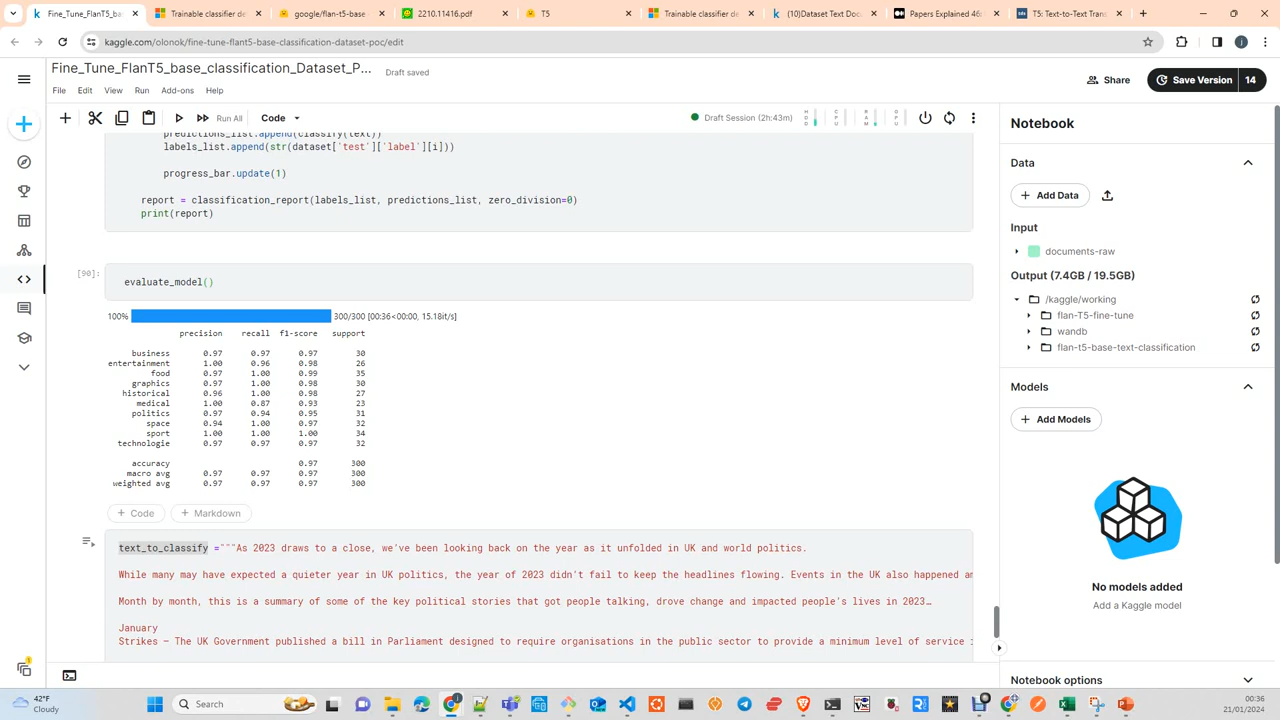 Fine_Tune_FlanT5_bas
Trainable classifier de
google/flan-t5-base
2210.11416.pdf
T5
Trainable classifier de
(10)Dataset Text Doc
Papers Explained 46:
T5: Text-to-Text Tran
kaggle.com/olonok/fine-tune-flant5-base-classification-dataset-poc/edit
Fine_Tune_FlanT5_base_classification_Dataset_P...
Draft saved
File Edit View Run Add-ons Help
Share
Save Version 14
Run All
Code
Draft Session (2h:43m)
HDD
CPU
RAM
GPU
predictions_list.append(classify(text))
labels_list.append(str(dataset['test']['label'][i]))
progress_bar.update(1)
report = classification_report(labels_list, predictions_list, zero_division=0)
print(report)
[90]:
evaluate_model()
100% 300/300 [00:36<00:00, 15.18it/s]
precision recall f1-score support
business 0.97 0.97 0.97 30
entertainment 1.00 0.96 0.98 26
food 0.97 1.00 0.99 35
graphics 0.97 1.00 0.98 30
historical 0.96 1.00 0.98 27
medical 1.00 0.87 0.93 23
politics 0.97 0.94 0.95 31
space 0.94 1.00 0.97 32
sport 1.00 1.00 1.00 34
technologie 0.97 0.97 0.97 32
accuracy 0.97 300
macro avg 0.97 0.97 0.97 300
weighted avg 0.97 0.97 0.97 300
+ Code
+ Markdown
text_to_classify ="""As 2023 draws to a close, we've been looking back on the year as it unfolded in UK and world politics.
While many may have expected a quieter year in UK politics, the year of 2023 didn't fail to keep the headlines flowing. Events in the UK also happened am
Month by month, this is a summary of some of the key political stories that got people talking, drove change and impacted people's lives in 2023…
January
Strikes – The UK Government published a bill in Parliament designed to require organisations in the public sector to provide a minimum level of service i
Notebook
Data
+ Add Data
Input
documents-raw
Output (7.4GB / 19.5GB)
/kaggle/working
flan-T5-fine-tune
wandb
flan-t5-base-text-classification
Models
+ Add Models
No models added
Add a Kaggle model
Notebook options
1
42°F
Cloudy
Search
00:36
21/01/2024